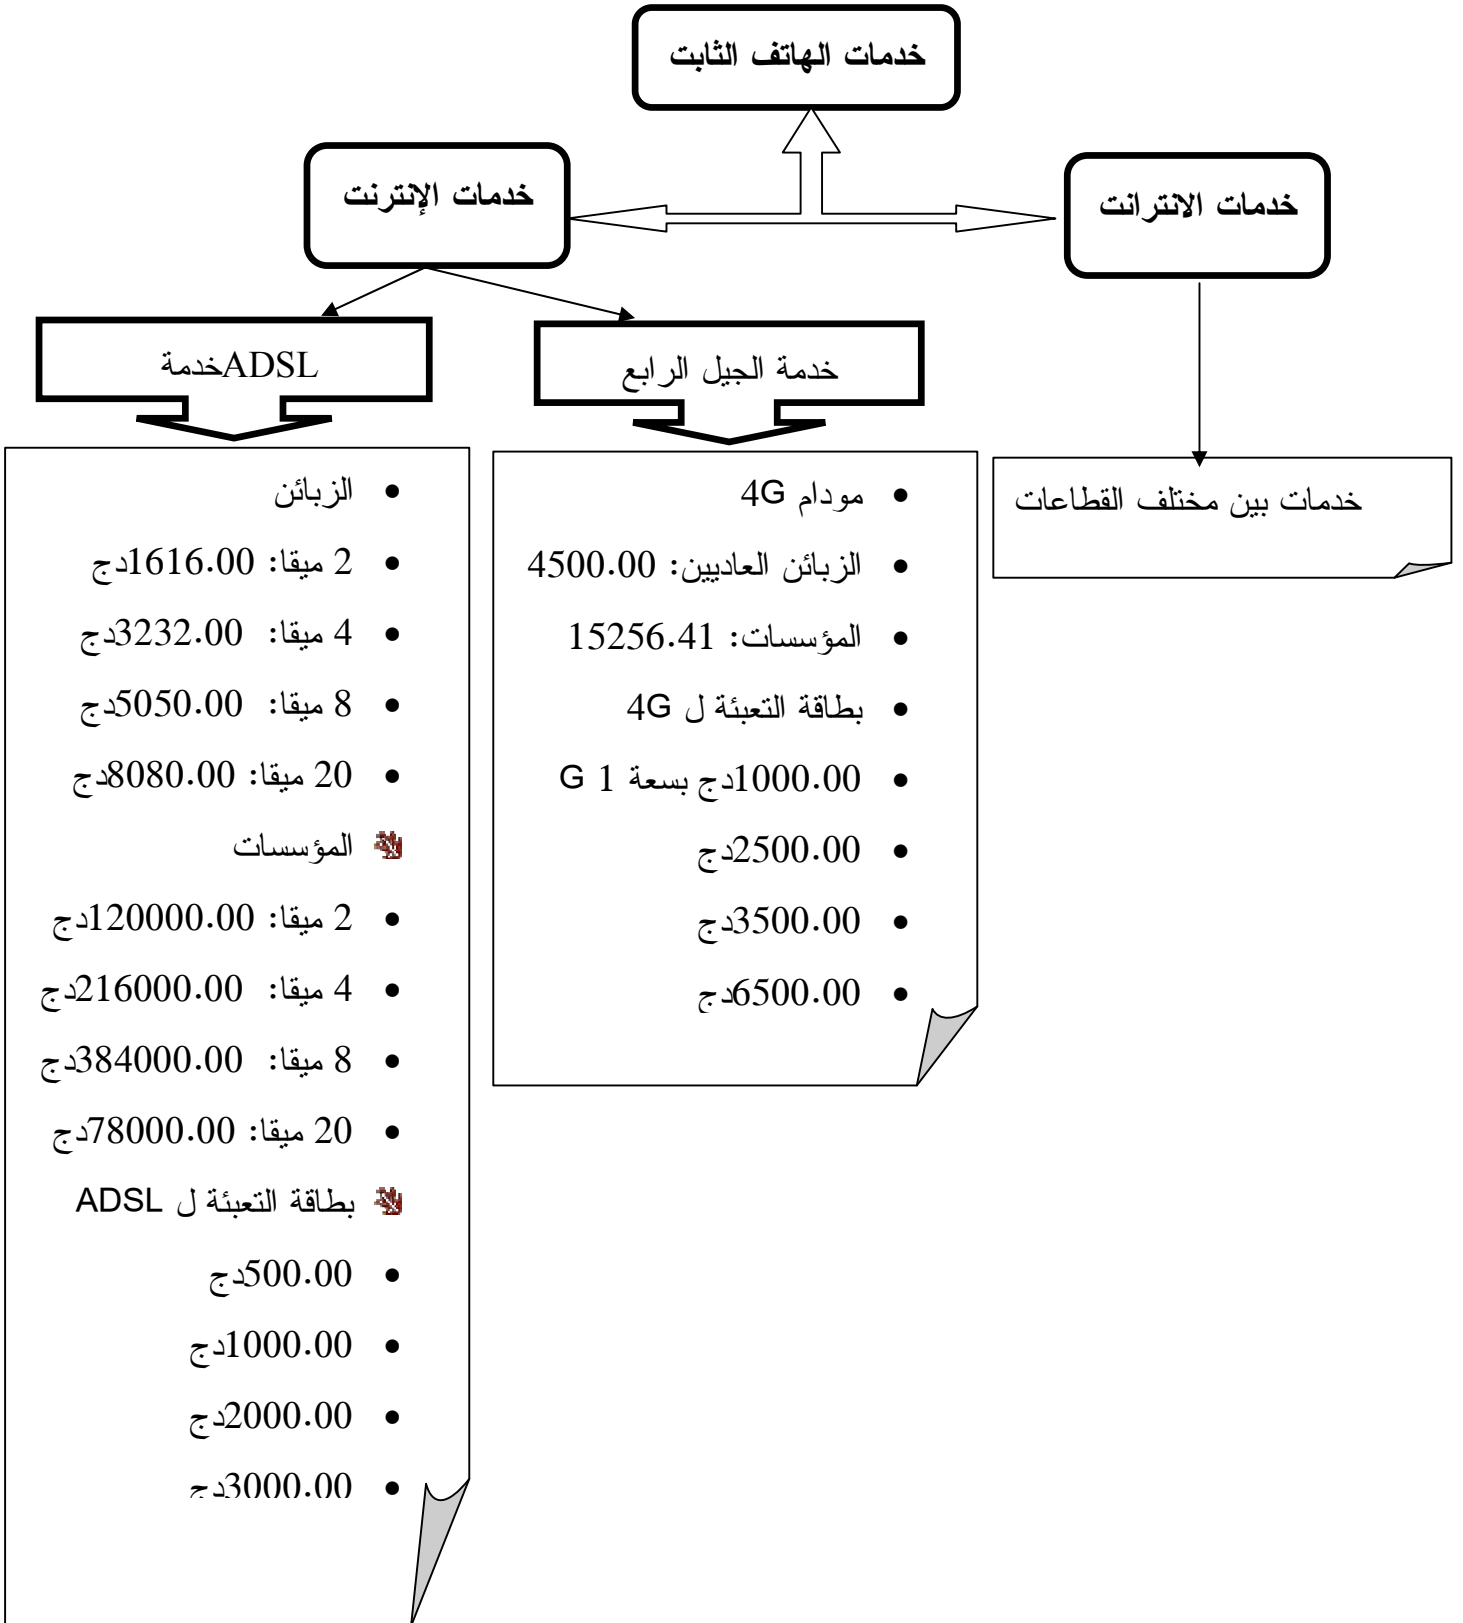 خدمات الهاتف الثابت
خدمات الانترانت
خدمات الإنترنت
خدمات بين مختلف القطاعات
خدمة الجيل الرابع
• مودام 4G
• الزبائن العاديين: 4500.00
• المؤسسات: 15256.41
• بطاقة التعبئة ل 4G
• 1000.00دج بسعة 1 G
• 2500.00دج
• 3500.00دج
• 6500.00دج
ADSLخدمة
• الزبائن
• 2 ميقا: 1616.00دج
• 4 ميقا: 3232.00دج
• 8 ميقا: 5050.00دج
• 20 ميقا: 8080.00دج
المؤسسات
• 2 ميقا: 120000.00دج
• 4 ميقا: 216000.00دج
• 8 ميقا: 384000.00دج
• 20 ميقا: 78000.00دج
بطاقة التعبئة ل ADSL
• 500.00دج
• 1000.00دج
• 2000.00دج
• 3000.00دج